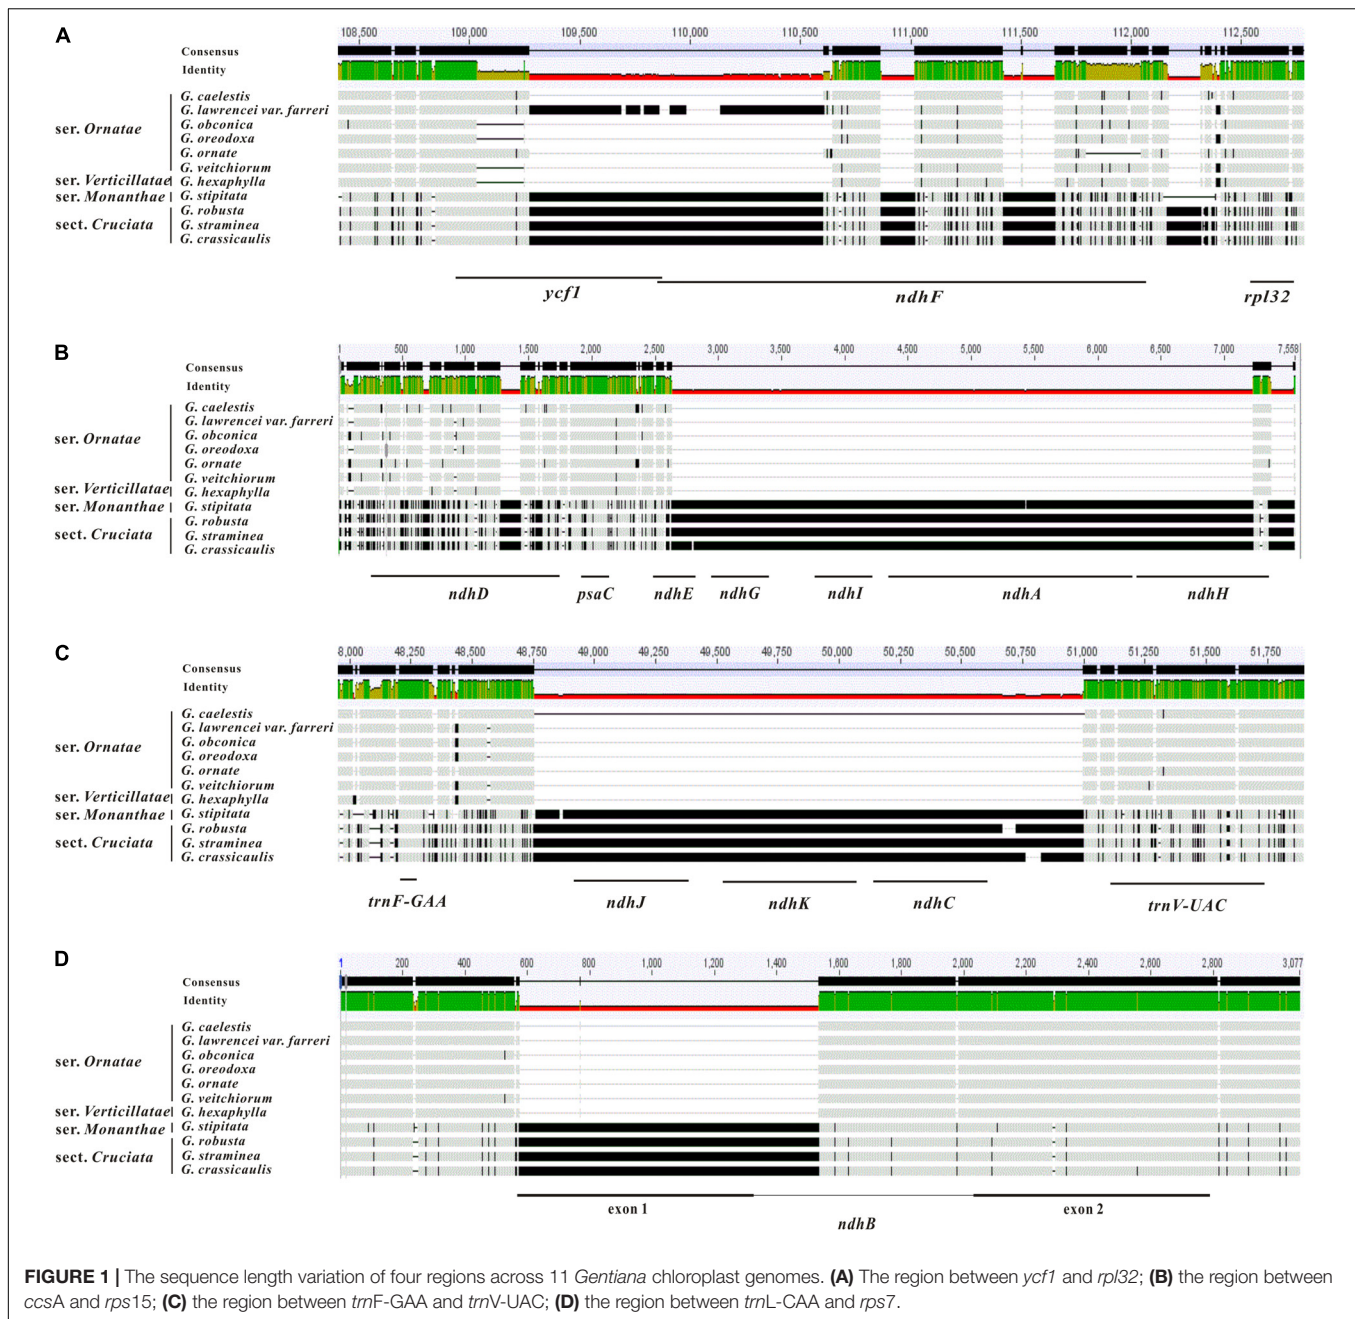 A
108,500 109,000 109,500 110,000 110,500 111,000 111,500 112,000 112,500
Consensus
Identity
G. caelestis
G. lawrencei var. farreri
ser. Ornatae
G. obconica
G. oreodoxa
G. ornate
G. veitchiorum
ser. Verticillatae G. hexaphylla
ser. Monanthae G. stipitata
G. robusta
sect. Cruciata G. straminea
G. crassicaulis
ycf1 ndhF rpl32
B
1 500 1,000 1,500 2,000 2,500 3,000 3,500 4,000 4,500 5,000 5,500 6,000 6,500 7,000 7,558
Consensus
Identity
G. caelestis
G. lawrencei var. farreri
ser. Ornatae G. obconica
G. oreodoxa
G. ornate
G. veitchiorum
ser. Verticillatae G. hexaphylla
ser. Monanthae G. stipitata
G. robusta
sect. Cruciata G. straminea
G. crassicaulis
ndhD psaC ndhE ndhG ndhI ndhA ndhH
C
8,000 48,250 48,500 48,750 49,000 49,250 49,500 49,750 50,000 50,250 50,500 50,750 51,000 51,250 51,500 51,750
Consensus
Identity
G. caelestis
G. lawrencei var. farreri
ser. Ornatae G. obconica
G. oreodoxa
G. ornate
G. veitchiorum
ser. Verticillatae G. hexaphylla
ser. Monanthae G. stipitata
G. robusta
sect. Cruciata G. straminea
G. crassicaulis
trnF-GAA ndhJ ndhK ndhC trnV-UAC
D
1 200 400 600 800 1,000 1,200 1,400 1,600 1,800 2,000 2,200 2,400 2,600 2,800 3,077
Consensus
Identity
G. caelestis
G. lawrencei var. farreri
ser. Ornatae G. obconica
G. oreodoxa
G. ornate
G. veitchiorum
ser. Verticillatae G. hexaphylla
ser. Monanthae G. stipitata
G. robusta
sect. Cruciata G. straminea
G. crassicaulis
exon 1 ndhB exon 2
FIGURE 1 | The sequence length variation of four regions across 11 Gentiana chloroplast genomes. (A) The region between ycf1 and rpl32; (B) the region between
ccsA and rps15; (C) the region between trnF-GAA and trnV-UAC; (D) the region between trnL-CAA and rps7.